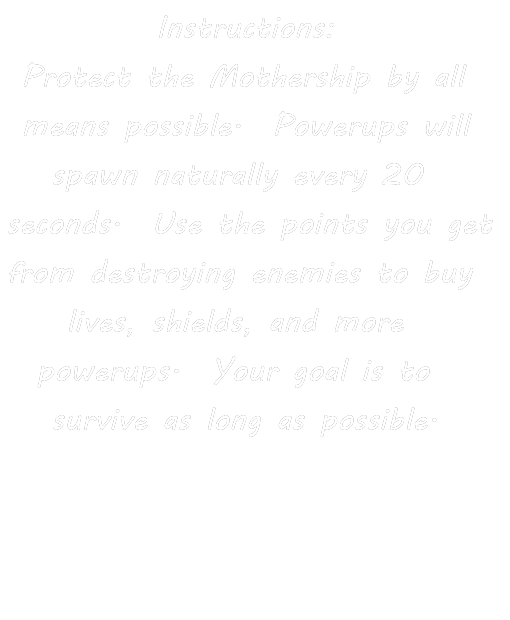 Instructions:
Protect the Mothership by all
means possible. Powerups will
spawn naturally every 20
seconds. Use the points you get
from destroying enemies to buy
lives, shields, and more
powerups. Your goal is to
survive as long as possible.